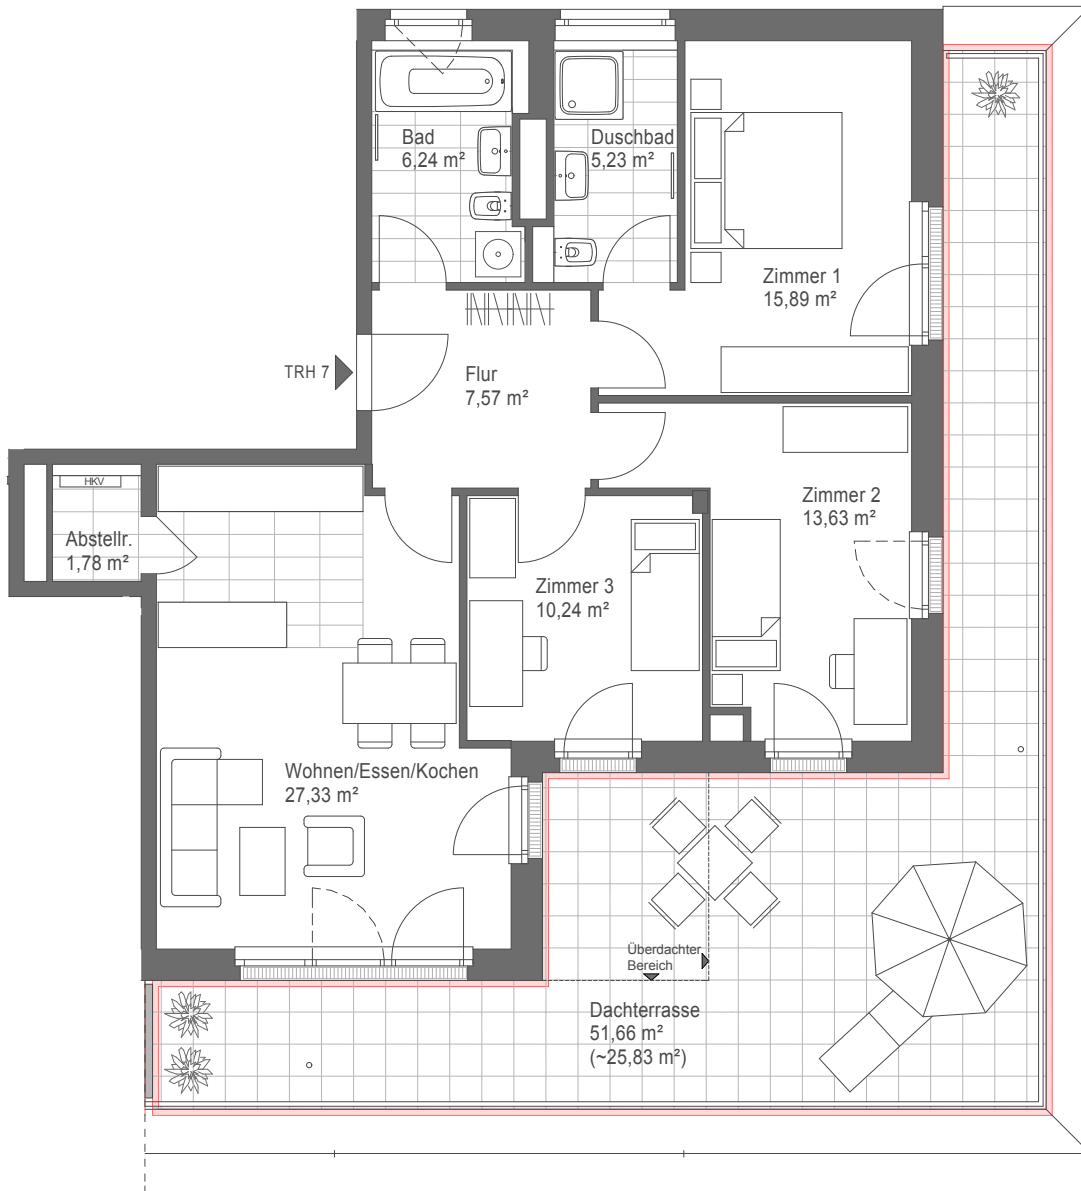 Bad
6,24 m²
Duschbad
5,23 m²
Zimmer 1
15,89 m²
TRH 7
Flur
7,57 m²
HKV
Abstellr.
1,78 m²
Zimmer 2
13,63 m²
Zimmer 3
10,24 m²
Wohnen/Essen/Kochen
27,33 m²
Überdachter
Bereich
Dachterrasse
51,66 m²
(~25,83 m²)